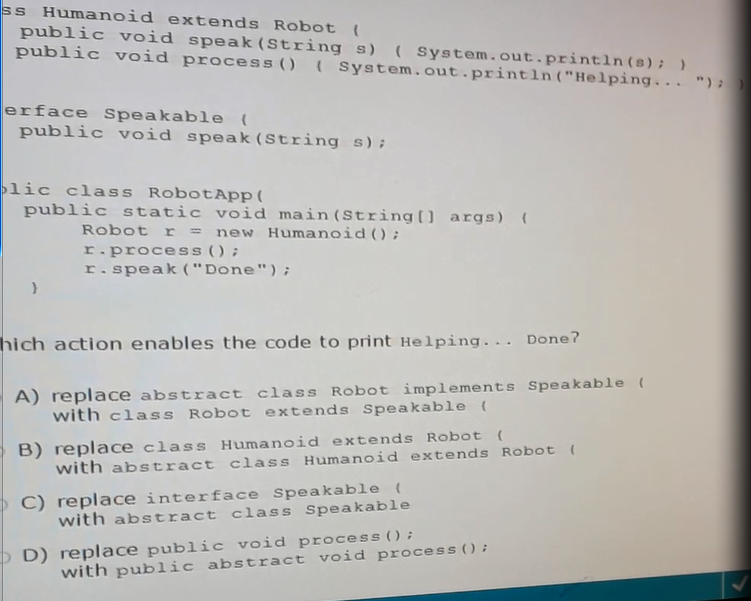 ss Humanoid extends Robot {
public void speak(String s) { System.out.println(s); }
public void process() { System.out.println("Helping... "); }
erface Speakable {
public void speak(String s);
olic class RobotApp{
public static void main(String[] args) {
Robot r = new Humanoid();
r.process();
r.speak("Done");
}
hich action enables the code to print Helping... Done?
A) replace abstract class Robot implements Speakable {
with class Robot extends Speakable {
B) replace class Humanoid extends Robot {
with abstract class Humanoid extends Robot {
C) replace interface Speakable {
with abstract class Speakable
D) replace public void process();
with public abstract void process();